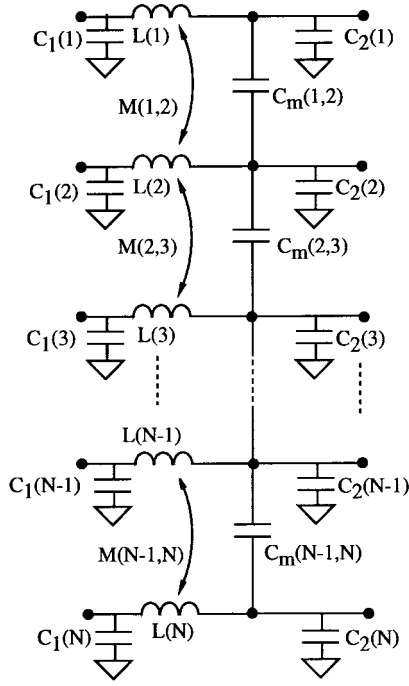 C1(1) L(1) C2(1)
M(1,2) Cm(1,2)
C1(2) L(2) C2(2)
M(2,3) Cm(2,3)
C1(3) L(3) C2(3)
L(N-1)
C1(N-1) C2(N-1)
M(N-1,N) Cm(N-1,N)
C1(N) L(N) C2(N)